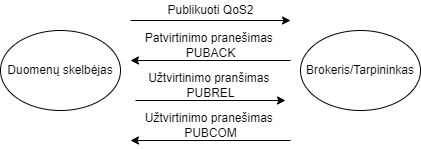 Publikuoti QoS2
Patvirtinimo pranešimas
PUBACK
Duomenų skelbėjas
Brokeris/Tarpininkas
Užtvirtinimo pranšimas
PUBREL
Užtvirtinimo pranešimas
PUBCOM